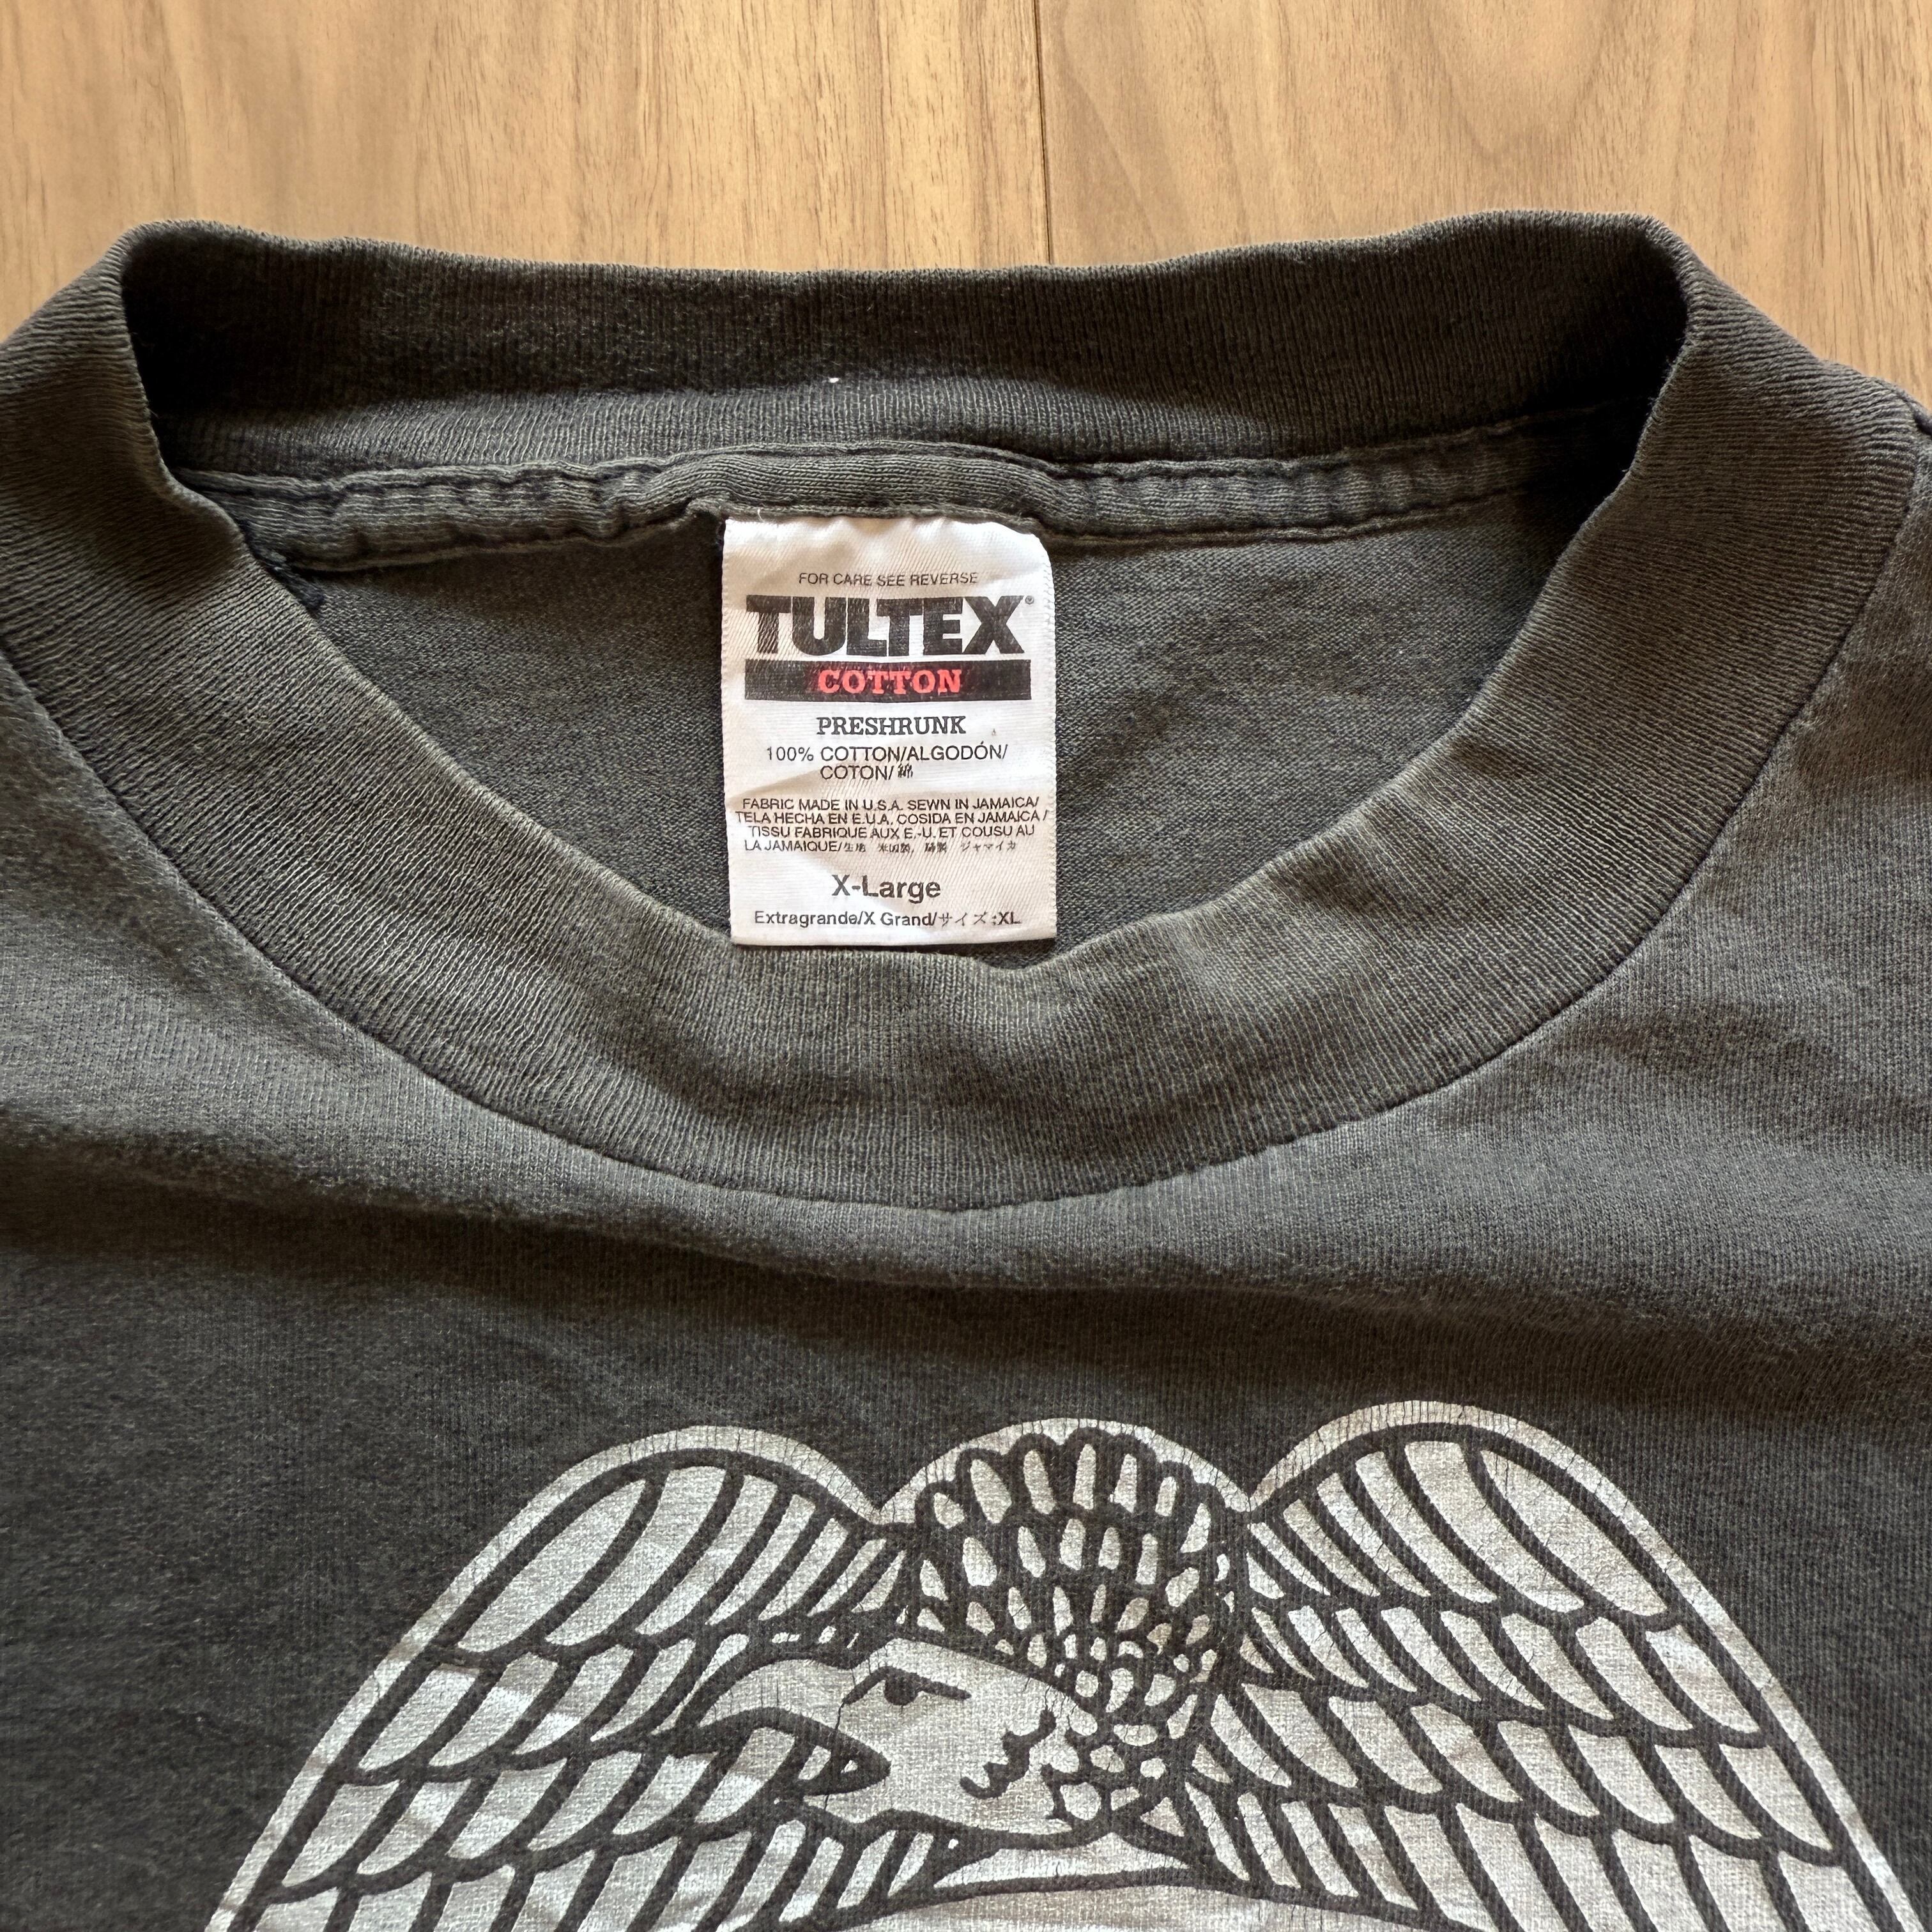 FOR CARE SEE REVERSE
TULTEX®
COTTON
PRESHRUNK
100% COTTON/ALGODÓN/
COTON/綿
FABRIC MADE IN U.S.A. SEWN IN JAMAICA/
TELA HECHA EN E.U.A. COSIDA EN JAMAICA/
TISSU FABRIQUE AUX E.-U. ET COUSU AU
LA JAMAIQUE/生地 米国製, 縫製 ジャマイカ
X-Large
Extragrande/X Grand/サイズ:XL